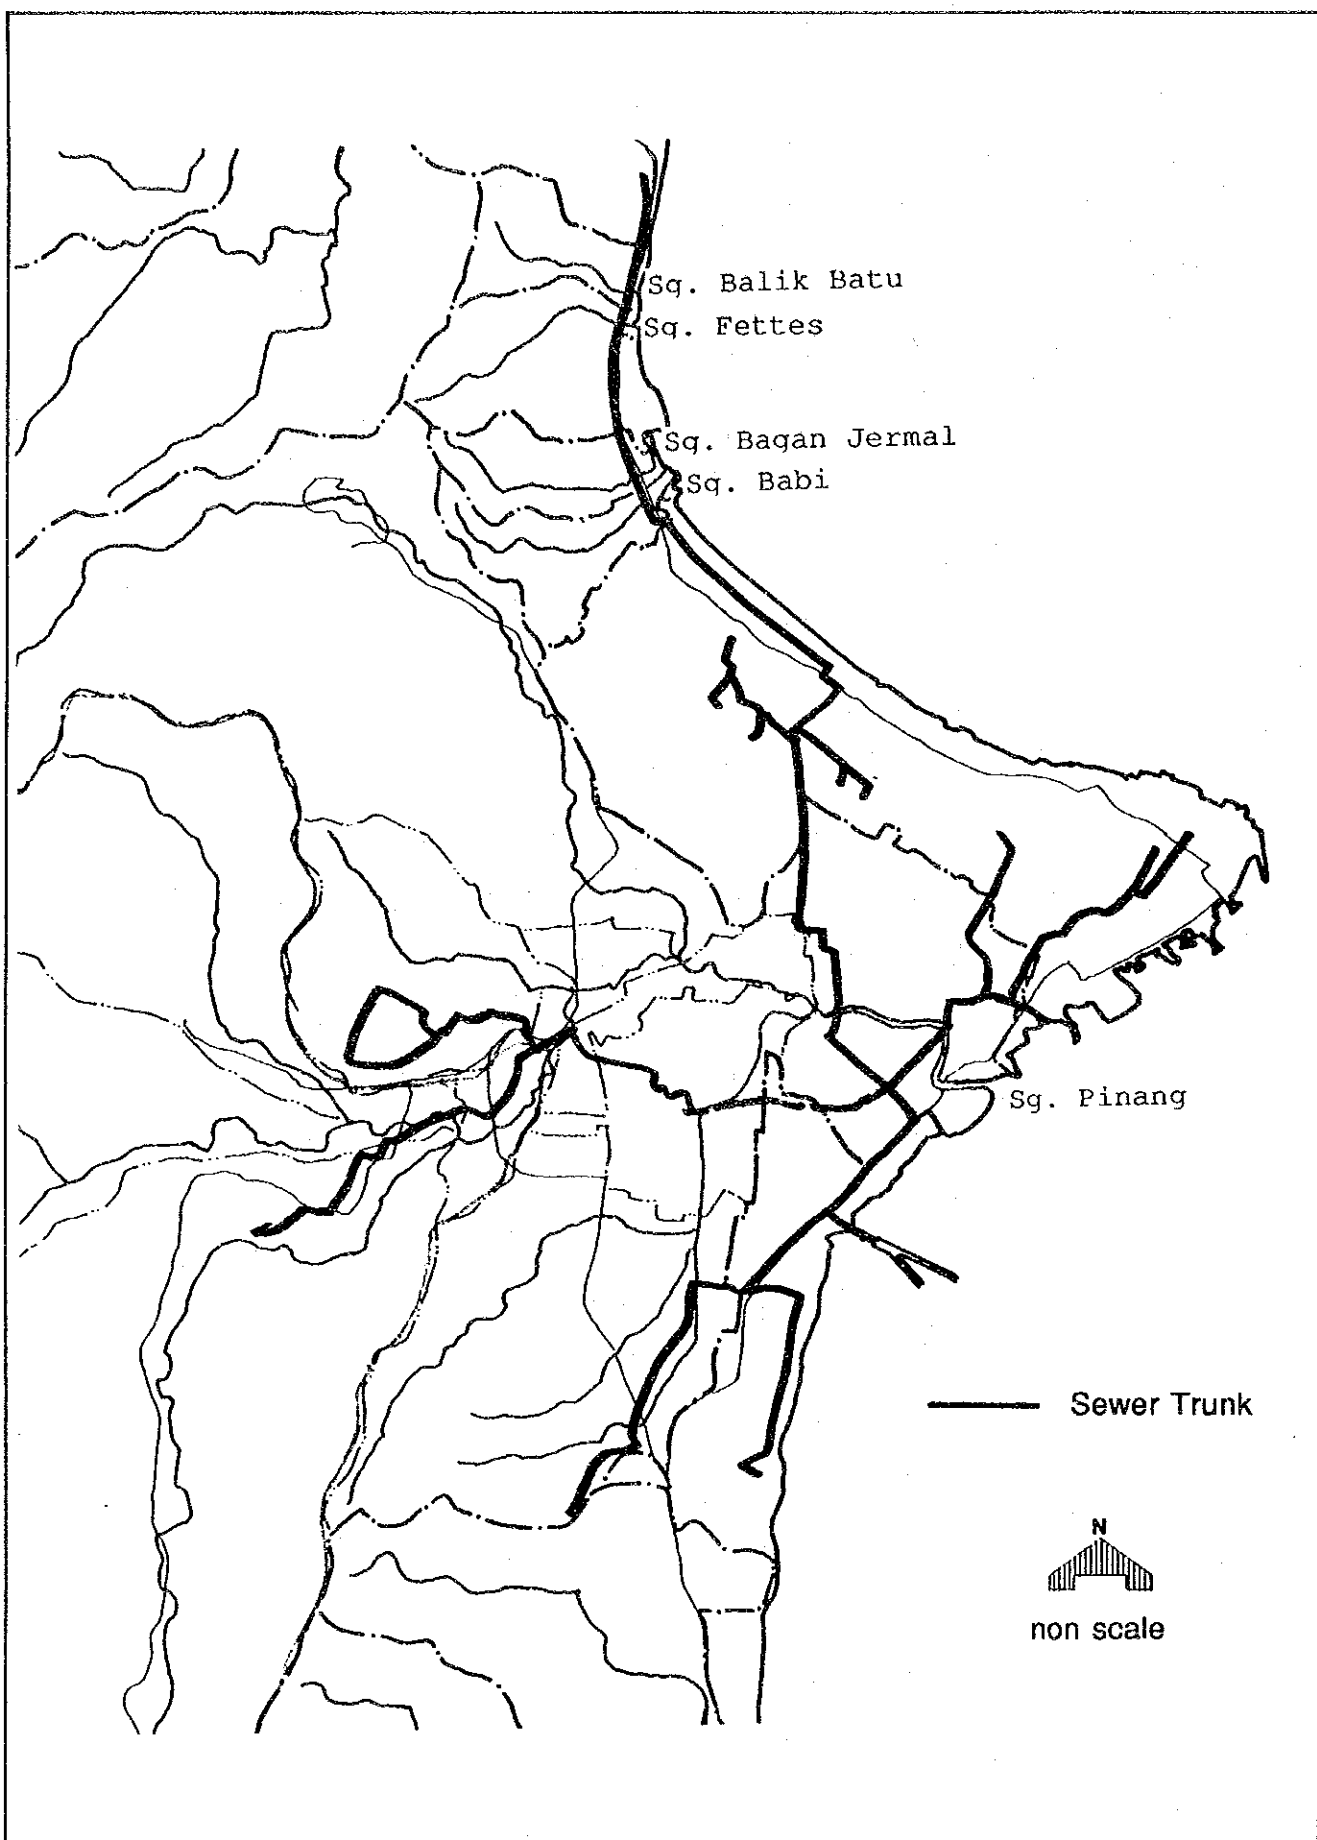 Sg. Balik Batu
Sg. Fettes
Sg. Bagan Jermal
Sg. Babi
Sg. Pinang
Sewer Trunk
N
non scale